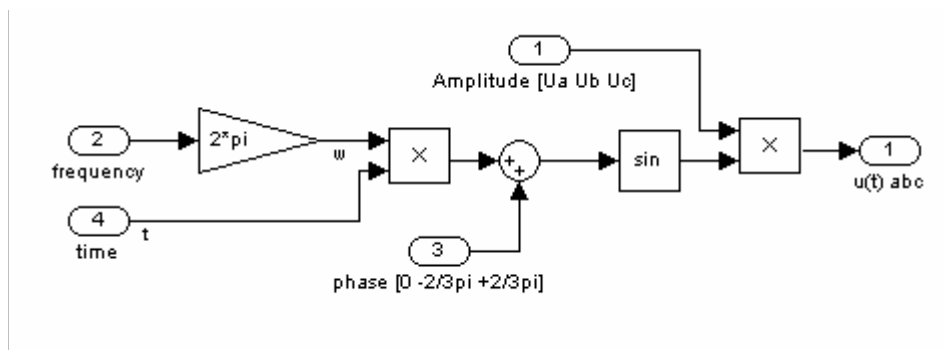 1
Amplitude [Ua Ub Uc]
2
frequency
2*pi
w
×
4
time
t
+
+
3
phase [0 -2/3pi +2/3pi]
sin
×
1
u(t) abc